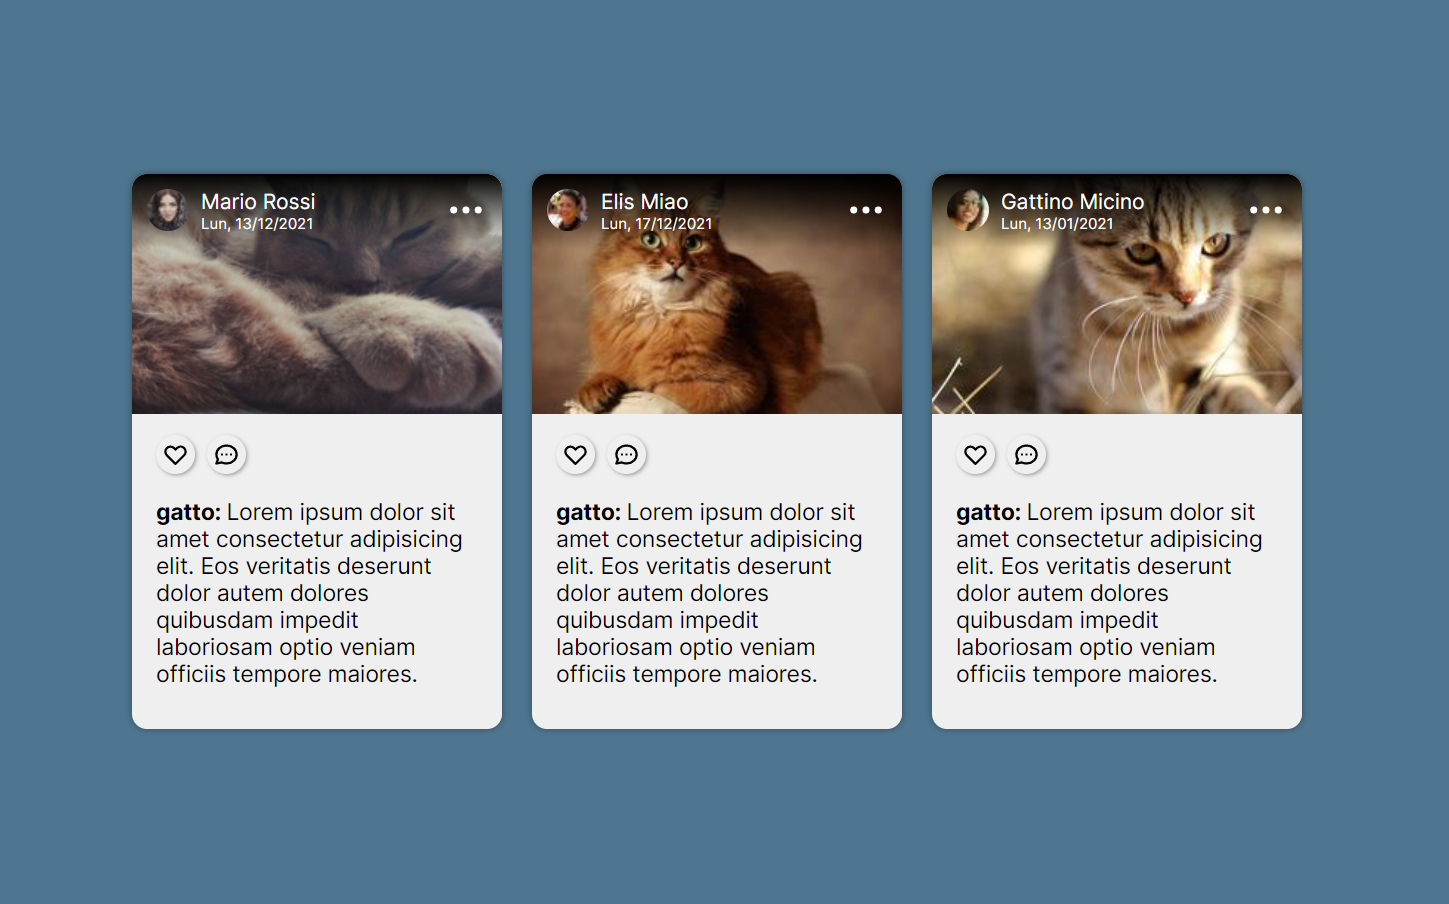 Mario Rossi
Lun, 13/12/2021
gatto: Lorem ipsum dolor sit
amet consectetur adipisicing
elit. Eos veritatis deserunt
dolor autem dolores
quibusdam impedit
laboriosam optio veniam
officiis tempore maiores.
Elis Miao
Lun, 17/12/2021
gatto: Lorem ipsum dolor sit
amet consectetur adipisicing
elit. Eos veritatis deserunt
dolor autem dolores
quibusdam impedit
laboriosam optio veniam
officiis tempore maiores.
Gattino Micino
Lun, 13/01/2021
gatto: Lorem ipsum dolor sit
amet consectetur adipisicing
elit. Eos veritatis deserunt
dolor autem dolores
quibusdam impedit
laboriosam optio veniam
officiis tempore maiores.